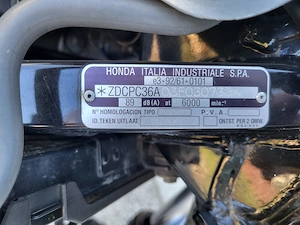 HONDA ITALIA INDUSTRIALE S.P.A.
e3-92/61-0101
*ZDCPC36A
89 dB(A) at 6000 min.⁻¹
N° HOMOLOGACION TIPO P.V.A.
ID. TEKEN UITLAAT ONTST. PER 2 OMW.